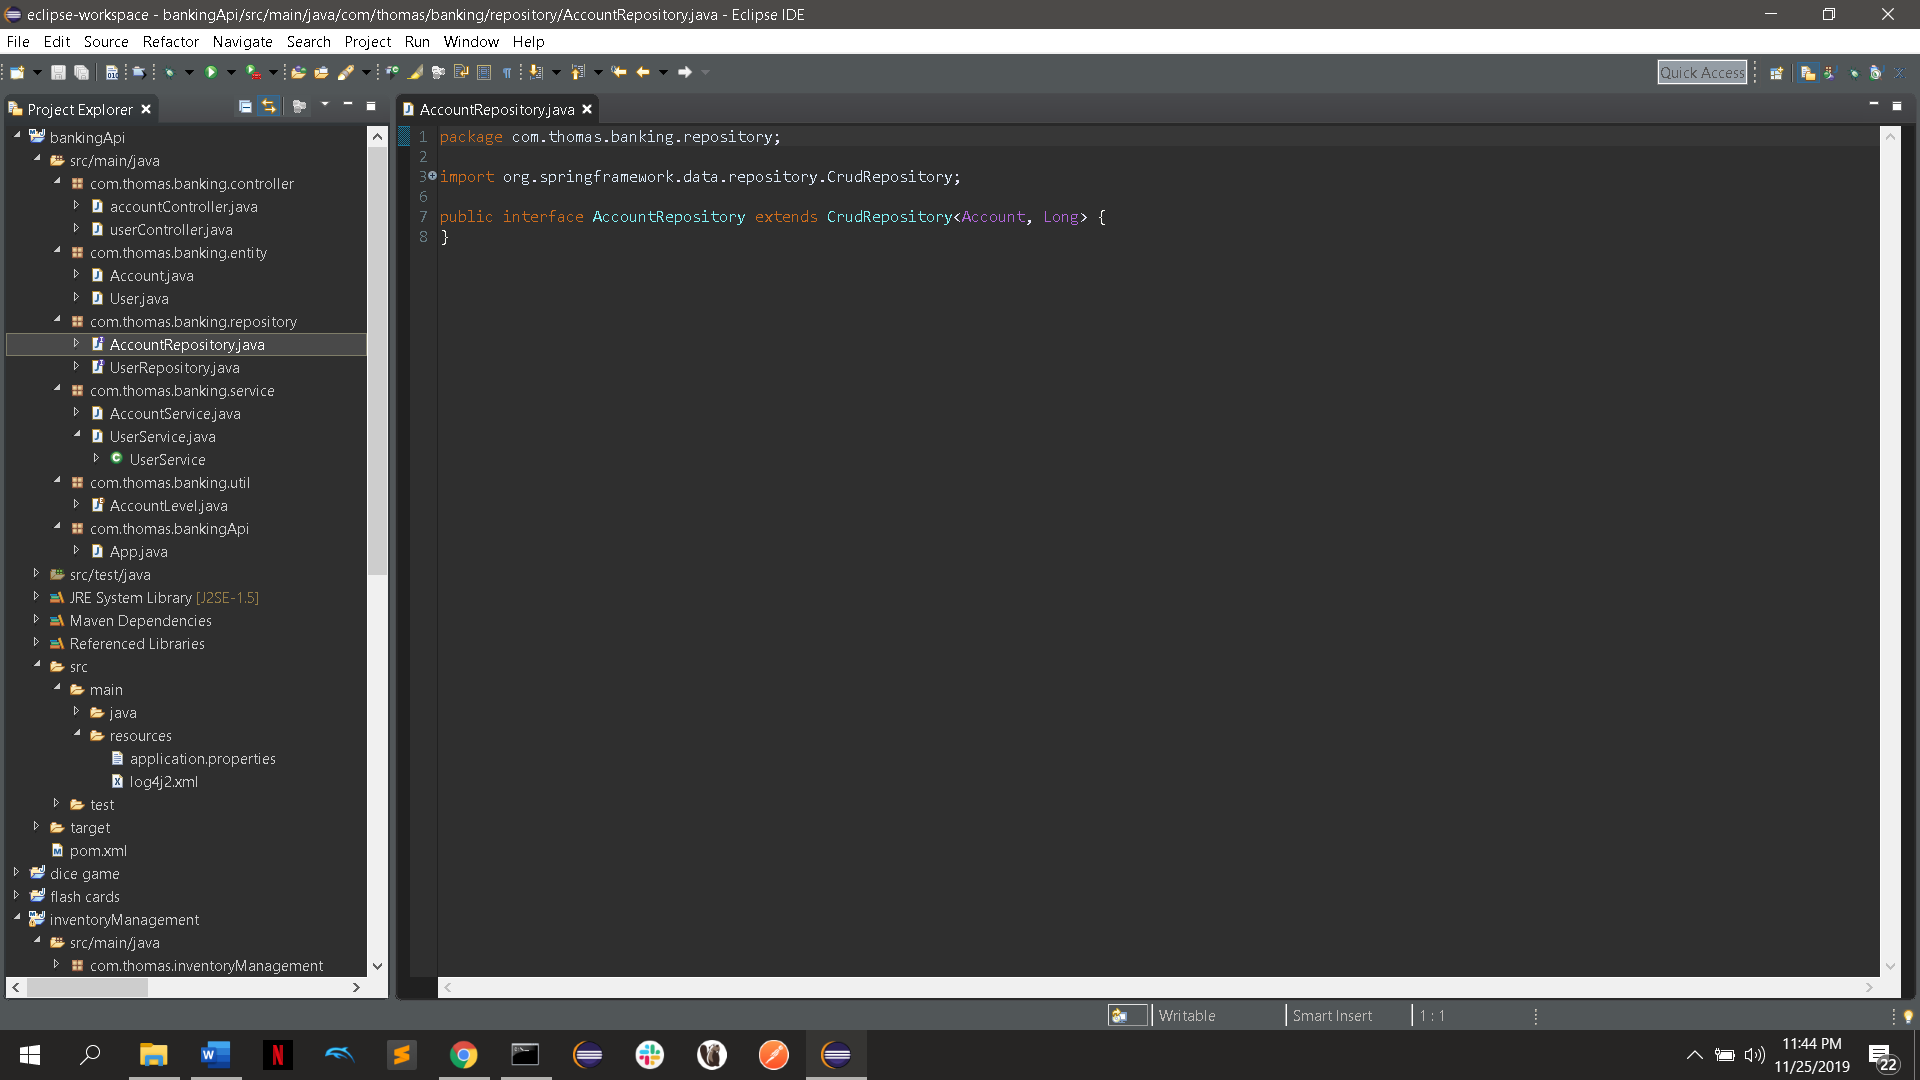 eclipse-workspace - bankingApi/src/main/java/com/thomas/banking/repository/AccountRepository.java - Eclipse IDE
File Edit Source Refactor Navigate Search Project Run Window Help
Quick Access
Project Explorer
bankingApi
src/main/java
com.thomas.banking.controller
accountController.java
userController.java
com.thomas.banking.entity
Account.java
User.java
com.thomas.banking.repository
AccountRepository.java
UserRepository.java
com.thomas.banking.service
AccountService.java
UserService.java
UserService
com.thomas.banking.util
AccountLevel.java
com.thomas.bankingApi
App.java
src/test/java
JRE System Library [J2SE-1.5]
Maven Dependencies
Referenced Libraries
src
main
java
resources
application.properties
log4j2.xml
test
target
pom.xml
dice game
flash cards
inventoryManagement
src/main/java
com.thomas.inventoryManagement
AccountRepository.java
1 package com.thomas.banking.repository;
2
3 import org.springframework.data.repository.CrudRepository;
6
7 public interface AccountRepository extends CrudRepository<Account, Long> {
8 }
Writable Smart Insert 1 : 1
11:44 PM
11/25/2019
22